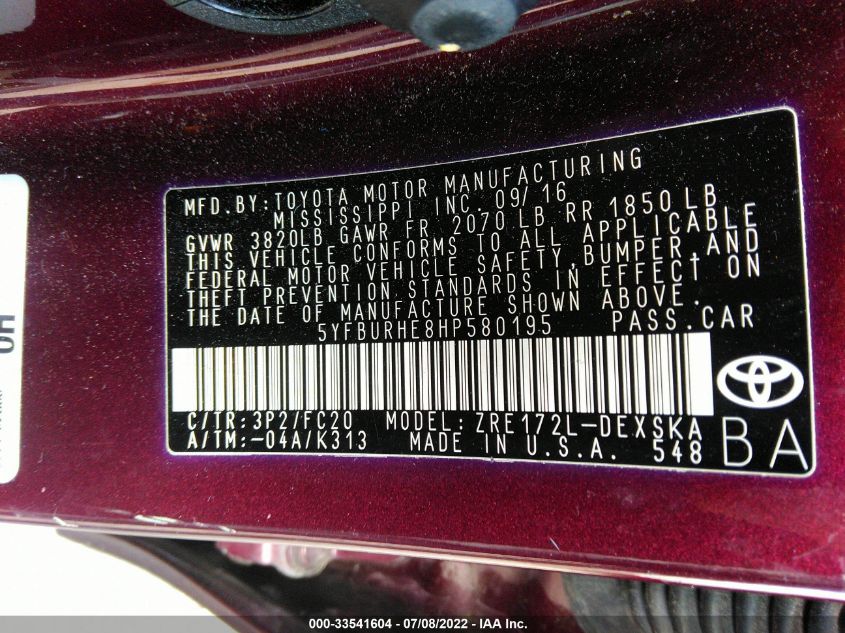 MFD.BY:TOYOTA MOTOR MANUFACTURING
MISSISSIPPI INC. 09/16
GVWR 3820LB GAWR FR. 2070 LB RR 1850 LB
THIS VEHICLE CONFORMS TO ALL APPLICABLE
FEDERAL MOTOR VEHICLE SAFETY,BUMPER,AND
THEFT PREVENTION STANDARDS IN EFFECT ON
THE DATE OF MANUFACTURE SHOWN ABOVE.
5YFBURHE8HP580195 PASS.CAR
C/TR:3P2/FC20 MODEL:ZRE172L-DEXSKA
A/TM:-04A/K313 MADE IN U.S.A. 548
BA
000-33541604 - 07/08/2022 - IAA Inc.